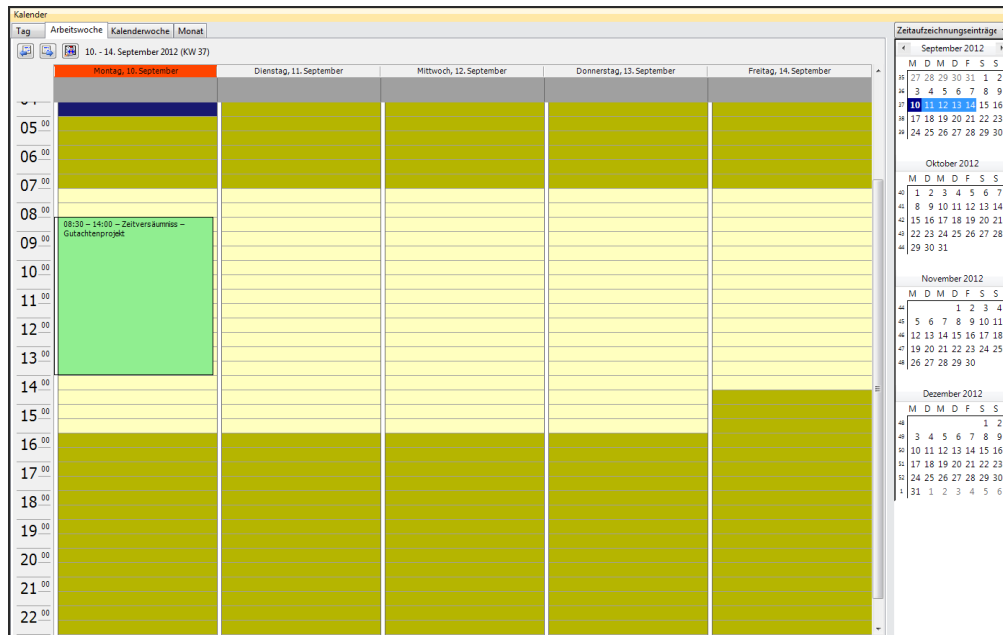 Kalender
Tag Arbeitswoche Kalenderwoche Monat
10. - 14. September 2012 (KW 37)
Montag, 10. September Dienstag, 11. September Mittwoch, 12. September Donnerstag, 13. September Freitag, 14. September
05 00
06 00
07 00
08 00
08:30 – 14:00 – Zeitversäumniss –
Gutachtenprojekt
09 00
10 00
11 00
12 00
13 00
14 00
15 00
16 00
17 00
18 00
19 00
20 00
21 00
22 00
Zeitaufzeichnungseinträge
September 2012
M D M D F S S
35 27 28 29 30 31 1 2
36 3 4 5 6 7 8 9
37 10 11 12 13 14 15 16
38 17 18 19 20 21 22 23
39 24 25 26 27 28 29 30
Oktober 2012
M D M D F S S
40 1 2 3 4 5 6 7
41 8 9 10 11 12 13 14
42 15 16 17 18 19 20 21
43 22 23 24 25 26 27 28
44 29 30 31
November 2012
M D M D F S S
44 1 2 3 4
45 5 6 7 8 9 10 11
46 12 13 14 15 16 17 18
47 19 20 21 22 23 24 25
48 26 27 28 29 30
Dezember 2012
M D M D F S S
48 1 2
49 3 4 5 6 7 8 9
50 10 11 12 13 14 15 16
51 17 18 19 20 21 22 23
52 24 25 26 27 28 29 30
1 31 1 2 3 4 5 6